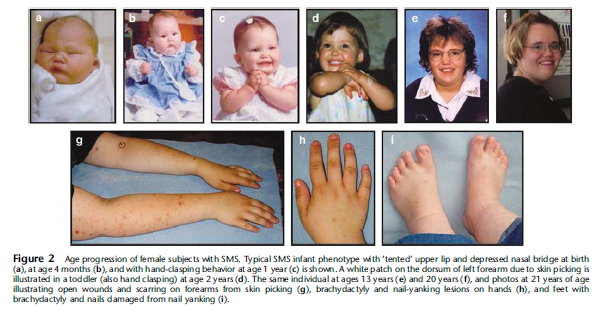 a
b
c
d
e
f
g
h
i
Figure 2 Age progression of female subjects with SMS. Typical SMS infant phenotype with 'tented' upper lip and depressed nasal bridge at birth
(a), at age 4 months (b), and with hand-clasping behavior at age 1 year (c) is shown. A white patch on the dorsum of left forearm due to skin picking is
illustrated in a toddler (also hand clasping) at age 2 years (d). The same individual at ages 13 years (e) and 20 years (f), and photos at 21 years of age
illustrating open wounds and scarring on forearms from skin picking (g), brachydactyly and nail-yanking lesions on hands (h), and feet with
brachydactyly and nails damaged from nail yanking (i).